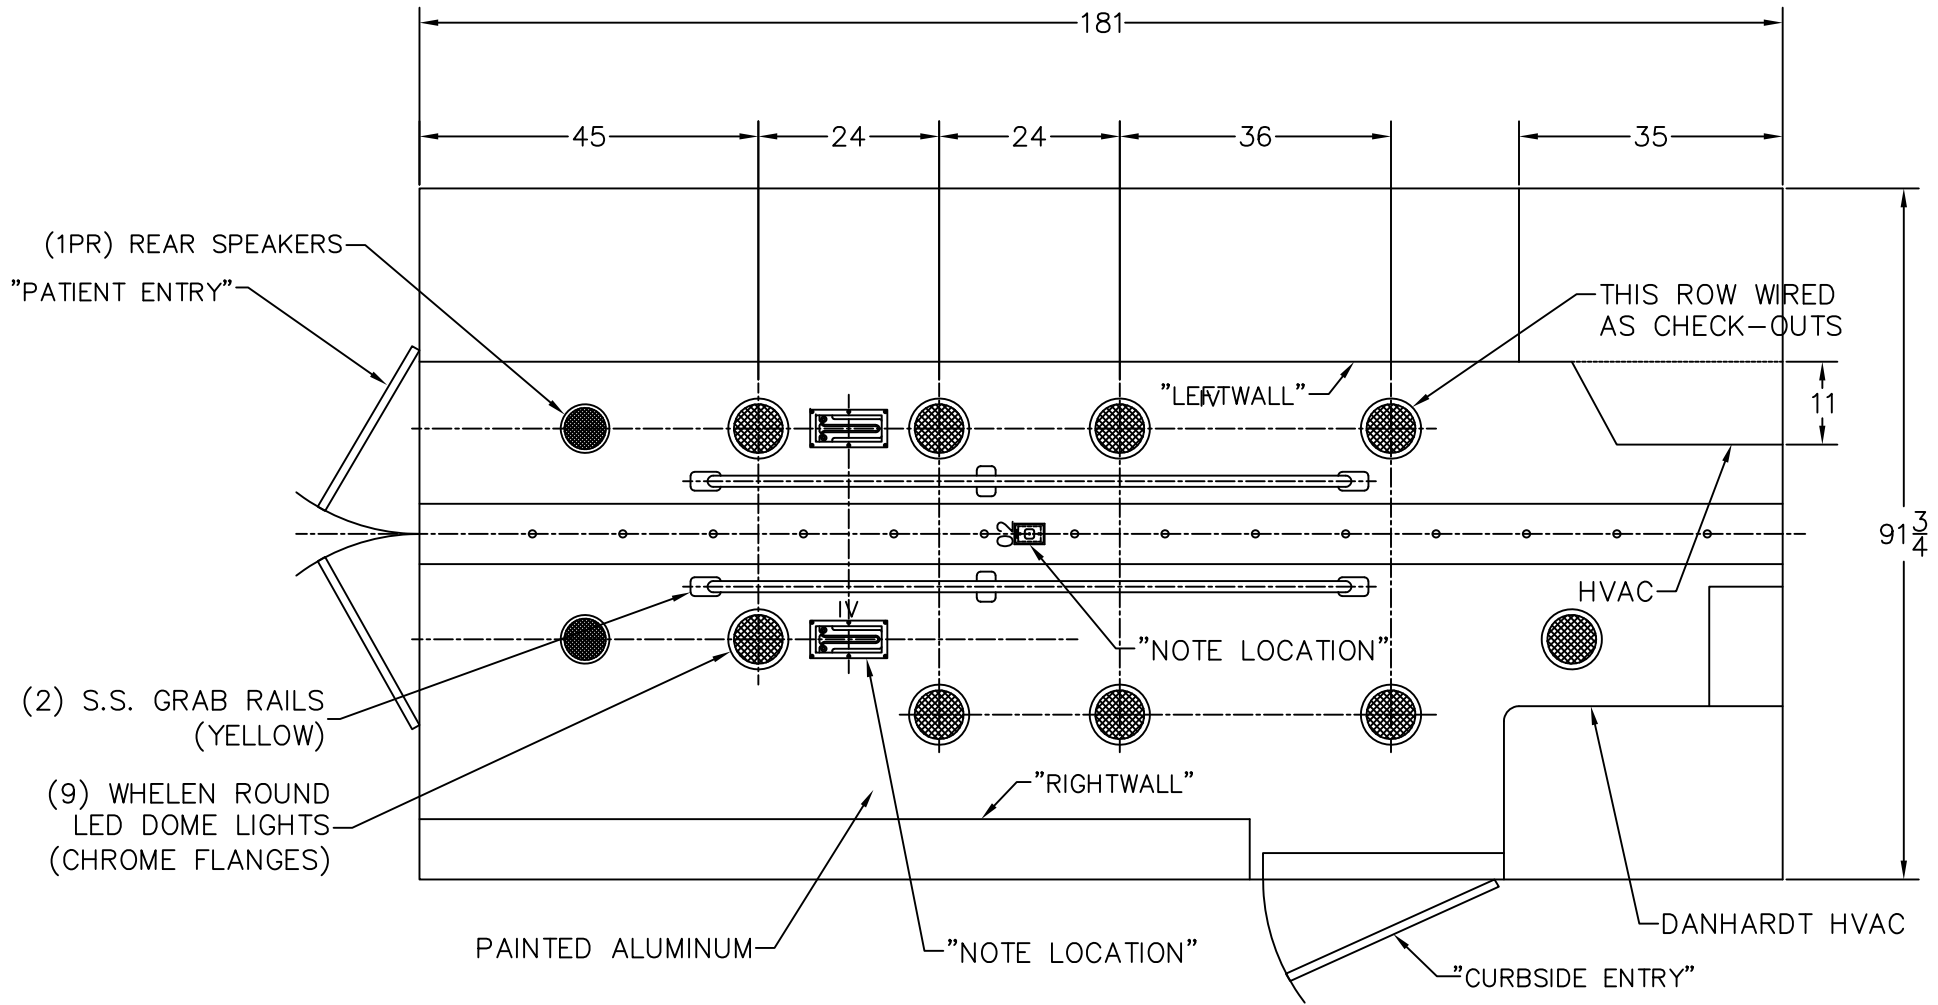 181
45
24
24
36
35
(1PR) REAR SPEAKERS
"PATIENT ENTRY"
THIS ROW WIRED
AS CHECK-OUTS
"LEFTWALL"
IV
11
O2
91 3/4
HVAC
IV
"NOTE LOCATION"
(2) S.S. GRAB RAILS
(YELLOW)
"RIGHTWALL"
(9) WHELEN ROUND
LED DOME LIGHTS
(CHROME FLANGES)
PAINTED ALUMINUM
"NOTE LOCATION"
DANHARDT HVAC
"CURBSIDE ENTRY"